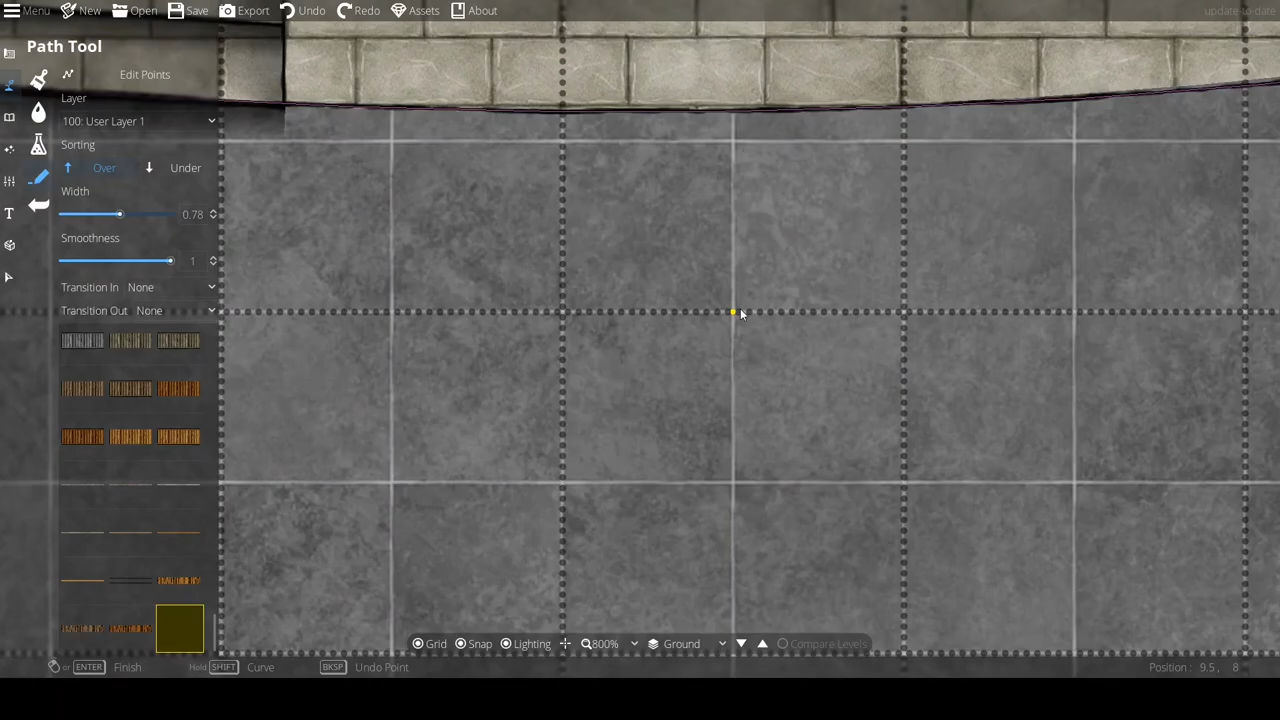 Menu New Open Save Export Undo Redo Assets About update-to-date
Path Tool
Edit Points
Layer
100: User Layer 1
Sorting
Over Under
Width
0.78
Smoothness
1
Transition In None
Transition Out None
Grid Snap Lighting 800% Ground Compare Levels
or ENTER Finish Hold SHIFT Curve BKSP Undo Point Position : 9.5, 8